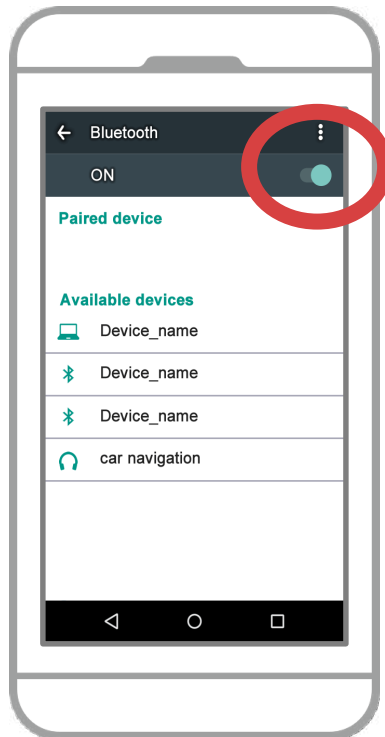 Bluetooth
ON
Paired device
Available devices
Device_name
Device_name
Device_name
car navigation